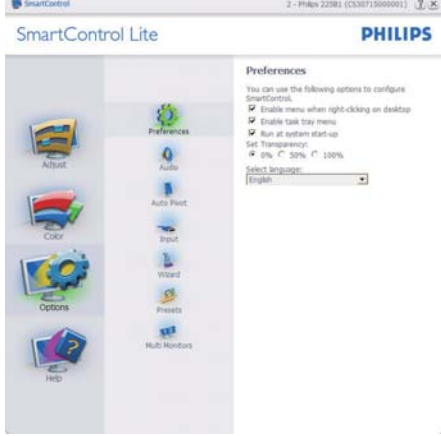 SmartControl
2 - Philips 225B1 (CS30715000001)
SmartControl Lite
PHILIPS
Adjust
Color
Options
Help
Preferences
Audio
Auto Pivot
Input
Wizard
Presets
Multi Monitors
Preferences
You can use the following options to configure
SmartControl.
Enable menu when right-clicking on desktop
Enable task tray menu
Run at system start-up
Set Transparency:
0% 50% 100%
Select language:
English